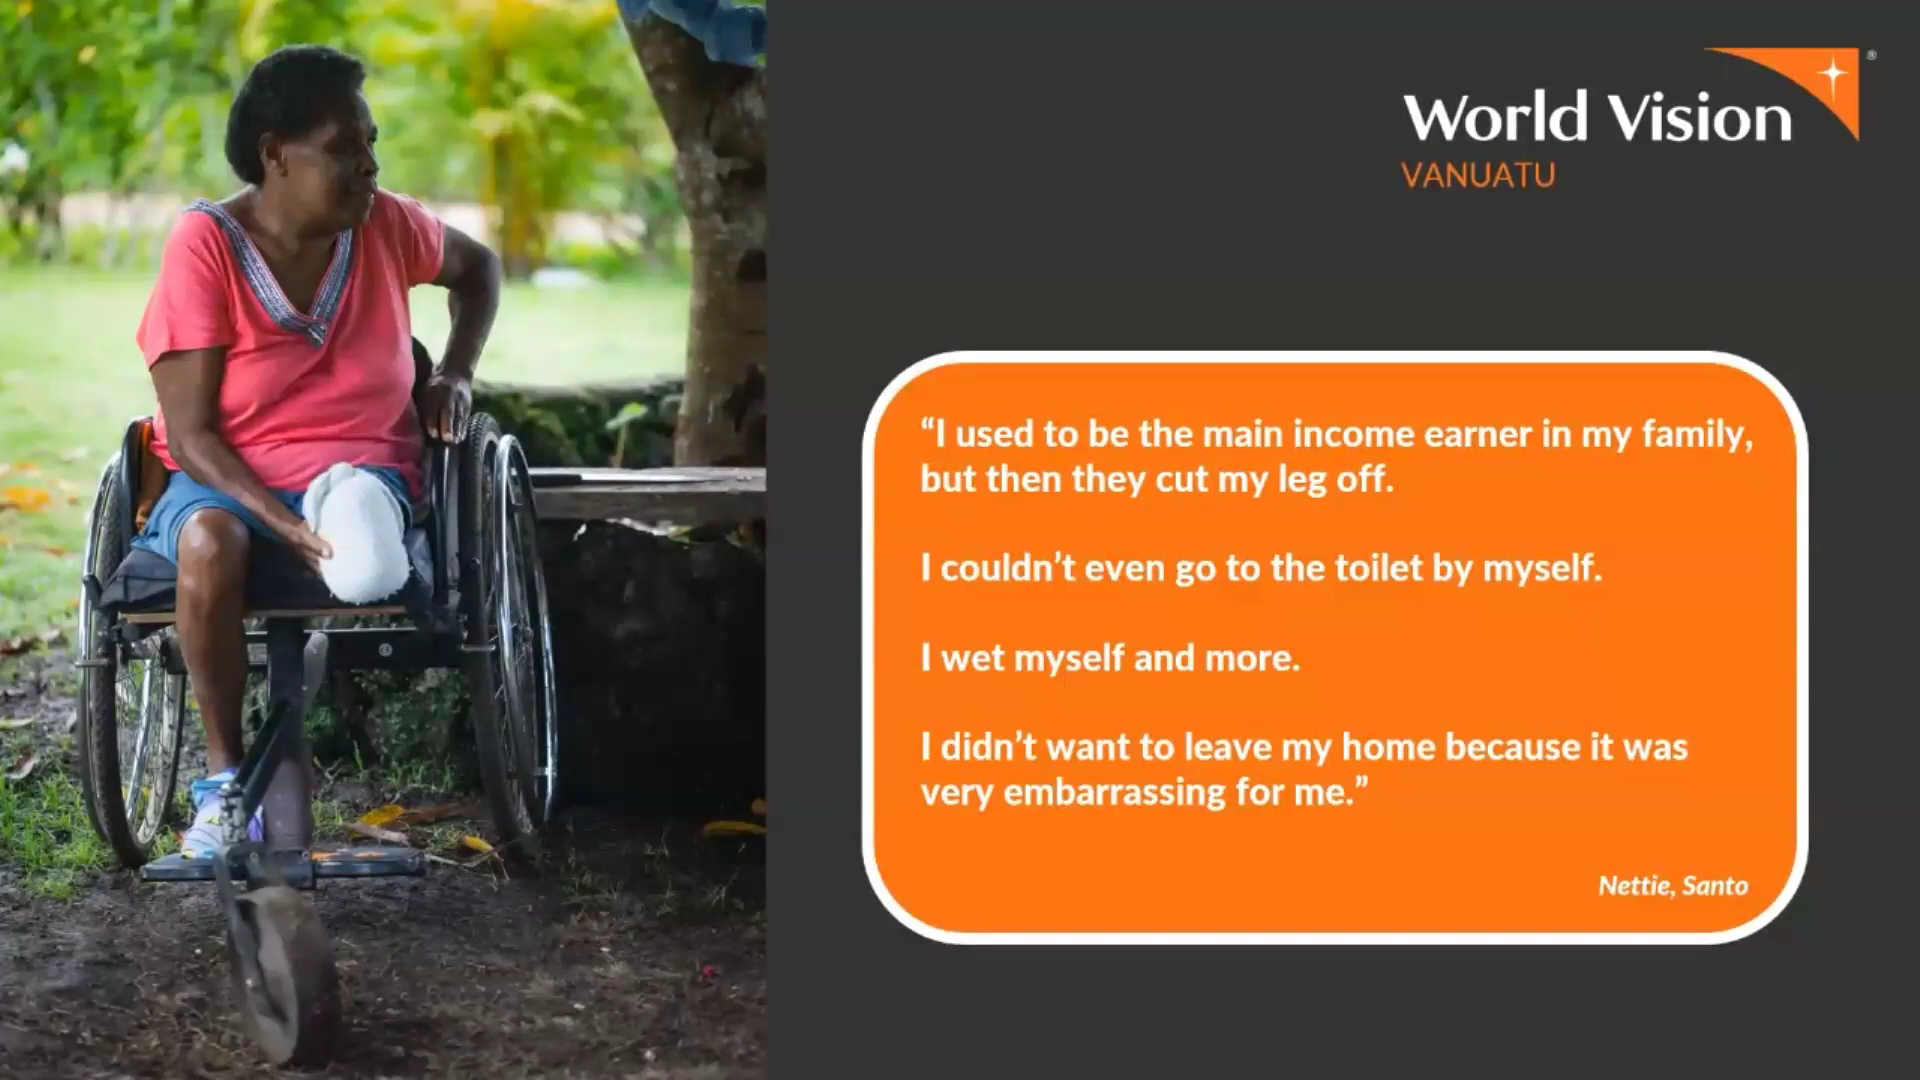 World Vision
VANUATU
“I used to be the main income earner in my family,
but then they cut my leg off.
I couldn’t even go to the toilet by myself.
I wet myself and more.
I didn’t want to leave my home because it was
very embarrassing for me.”
Nettie, Santo